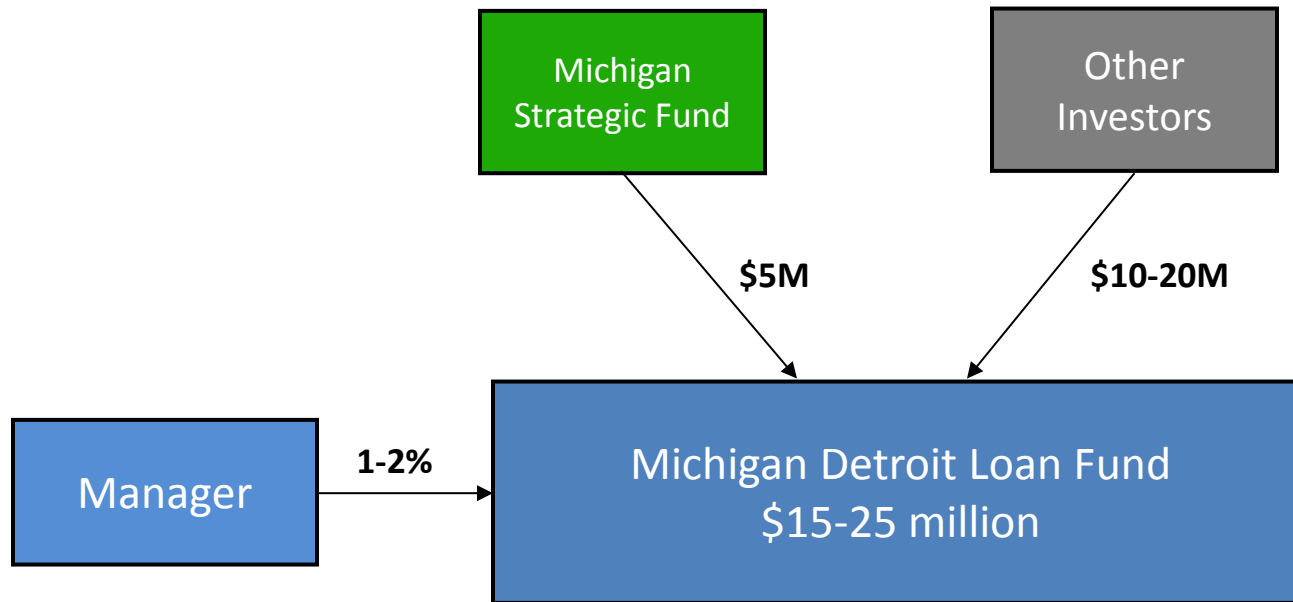 Michigan
Strategic Fund
Other
Investors
$5M
$10-20M
Manager
1-2%
Michigan Detroit Loan Fund
$15-25 million